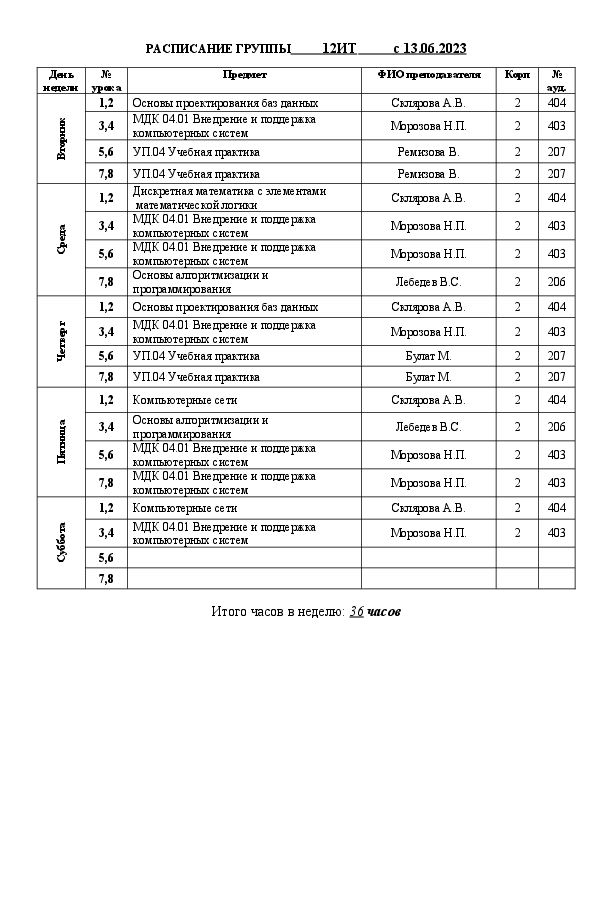 РАСПИСАНИЕ ГРУППЫ 12ИТ с 13.06.2023
День недели № урока Предмет ФИО преподавателя Корп № ауд.
Вторник
1,2 Основы проектирования баз данных Склярова А.В. 2 404
3,4 МДК 04.01 Внедрение и поддержка
компьютерных систем Морозова Н.П. 2 403
5,6 УП.04 Учебная практика Ремизова В. 2 207
7,8 УП.04 Учебная практика Ремизова В. 2 207
Среда
1,2 Дискретная математика с элементами
математической логики Склярова А.В. 2 404
3,4 МДК 04.01 Внедрение и поддержка
компьютерных систем Морозова Н.П. 2 403
5,6 МДК 04.01 Внедрение и поддержка
компьютерных систем Морозова Н.П. 2 403
7,8 Основы алгоритмизации и
программирования Лебедев В.С. 2 206
Четверг
1,2 Основы проектирования баз данных Склярова А.В. 2 404
3,4 МДК 04.01 Внедрение и поддержка
компьютерных систем Морозова Н.П. 2 403
5,6 УП.04 Учебная практика Булат М. 2 207
7,8 УП.04 Учебная практика Булат М. 2 207
Пятница
1,2 Компьютерные сети Склярова А.В. 2 404
3,4 Основы алгоритмизации и
программирования Лебедев В.С. 2 206
5,6 МДК 04.01 Внедрение и поддержка
компьютерных систем Морозова Н.П. 2 403
7,8 МДК 04.01 Внедрение и поддержка
компьютерных систем Морозова Н.П. 2 403
Суббота
1,2 Компьютерные сети Склярова А.В. 2 404
3,4 МДК 04.01 Внедрение и поддержка
компьютерных систем Морозова Н.П. 2 403
5,6
7,8
Итого часов в неделю: 36 часов